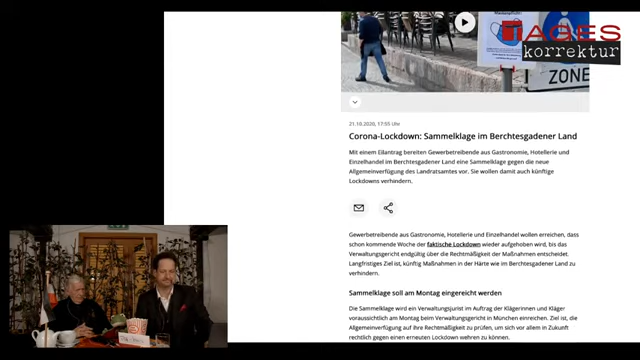 TAGES
korrektur
ZONE
21.10.2020, 17:55 Uhr
Corona-Lockdown: Sammelklage im Berchtesgadener Land
Mit einem Eilantrag bereiten Gewerbetreibende aus Gastronomie, Hotellerie und
Einzelhandel im Berchtesgadener Land eine Sammelklage gegen die neue
Allgemeinverfügung des Landratsamtes vor. Sie wollen damit auch künftige
Lockdowns verhindern.
Gewerbetreibende aus Gastronomie, Hotellerie und Einzelhandel wollen erreichen, dass
schon kommende Woche der faktische Lockdown wieder aufgehoben wird, bis das
Verwaltungsgericht endgültig über die Rechtmäßigkeit der Maßnahmen entscheidet.
Langfristiges Ziel ist, künftig Maßnahmen in der Härte wie im Berchtesgadener Land zu
verhindern.
Sammelklage soll am Montag eingereicht werden
Die Sammelklage wird ein Verwaltungsjurist im Auftrag der Klägerinnen und Kläger
voraussichtlich am Montag beim Verwaltungsgericht in München einreichen. Ziel ist, die
Allgemeinverfügung auf ihre Rechtmäßigkeit zu prüfen, um sich vor allem in Zukunft
rechtlich gegen einen erneuten Lockdown wehren zu können.